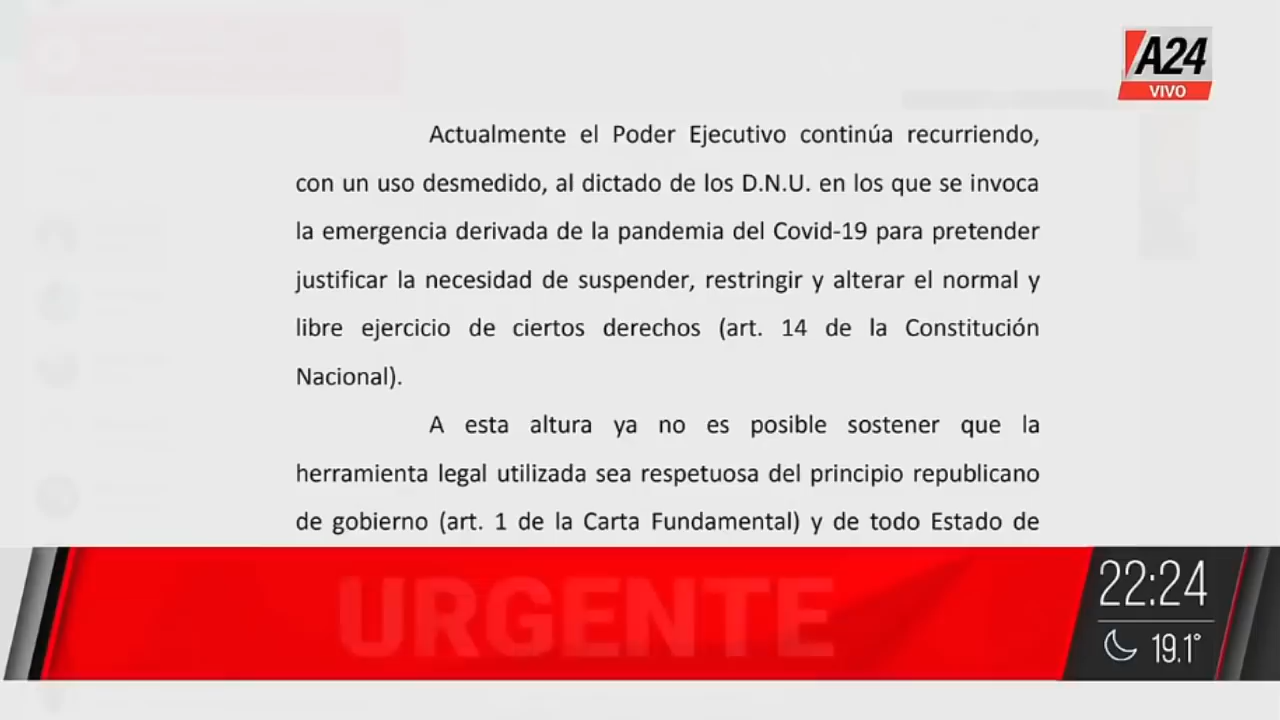 A24
VIVO
Actualmente el Poder Ejecutivo continúa recurriendo,
con un uso desmedido, al dictado de los D.N.U. en los que se invoca
la emergencia derivada de la pandemia del Covid-19 para pretender
justificar la necesidad de suspender, restringir y alterar el normal y
libre ejercicio de ciertos derechos (art. 14 de la Constitución
Nacional).
A esta altura ya no es posible sostener que la
herramienta legal utilizada sea respetuosa del principio republicano
de gobierno (art. 1 de la Carta Fundamental) y de todo Estado de
URGENTE
22:24
19.1°